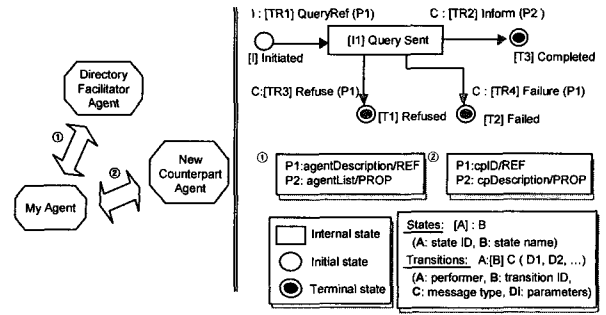 Directory
Facilitator
Agent
①
②
New
Counterpart
Agent
My Agent
) : [TR1] QueryRef (P1)
C : [TR2] Inform (P2 )
[I1] Query Sent
[I] Initiated
[T3] Completed
C:[TR3] Refuse (P1)
C : [TR4] Failure (P1)
[T1] Refused
[T2] Failed
①
P1:agentDescription/REF
P2: agentList/PROP
②
P1:cpID/REF
P2: cpDescription/PROP
Internal state
Initial state
Terminal state
States: [A] : B
(A: state ID, B: state name)
Transitions: A:[B] C ( D1, D2, ...)
(A: performer, B: transition ID,
C: message type, DI: parameters)